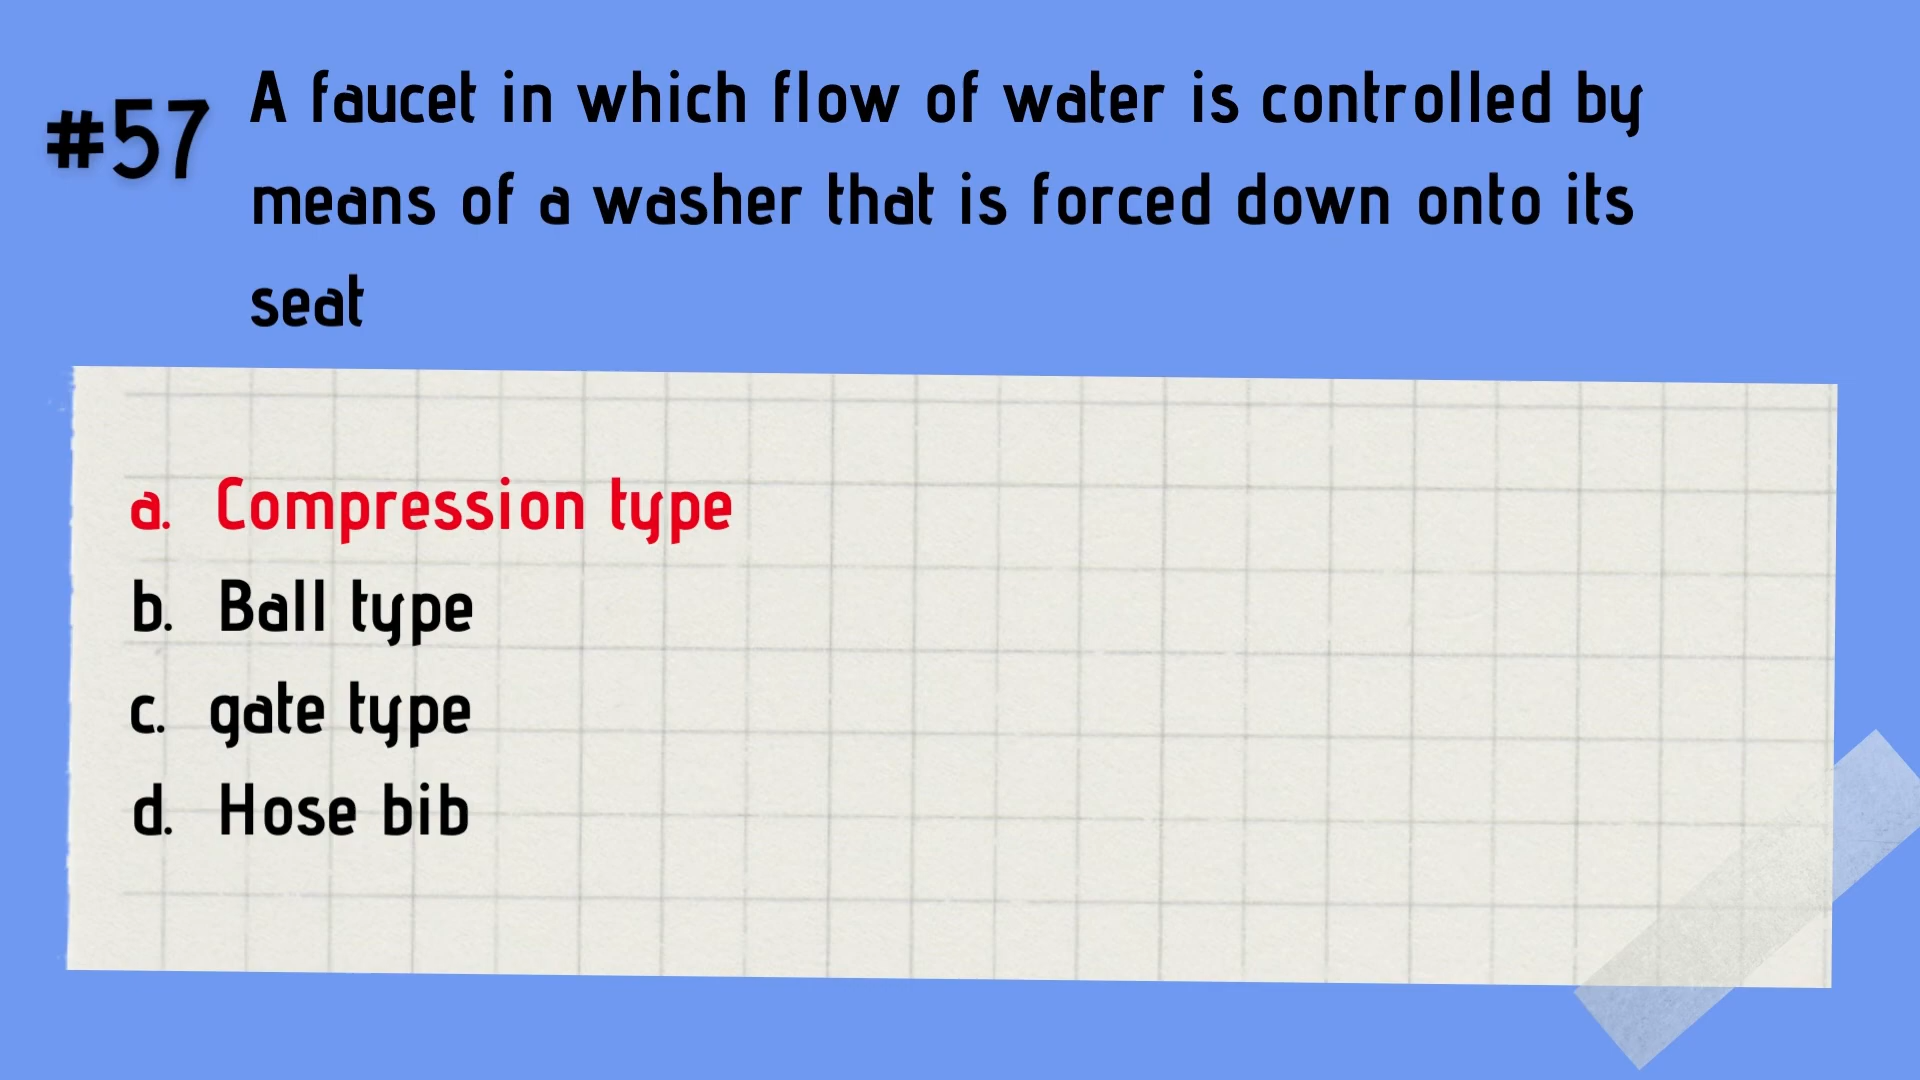 #57
A faucet in which flow of water is controlled by
means of a washer that is forced down onto its
seat
a. Compression type
b. Ball type
c. gate type
d. Hose bib